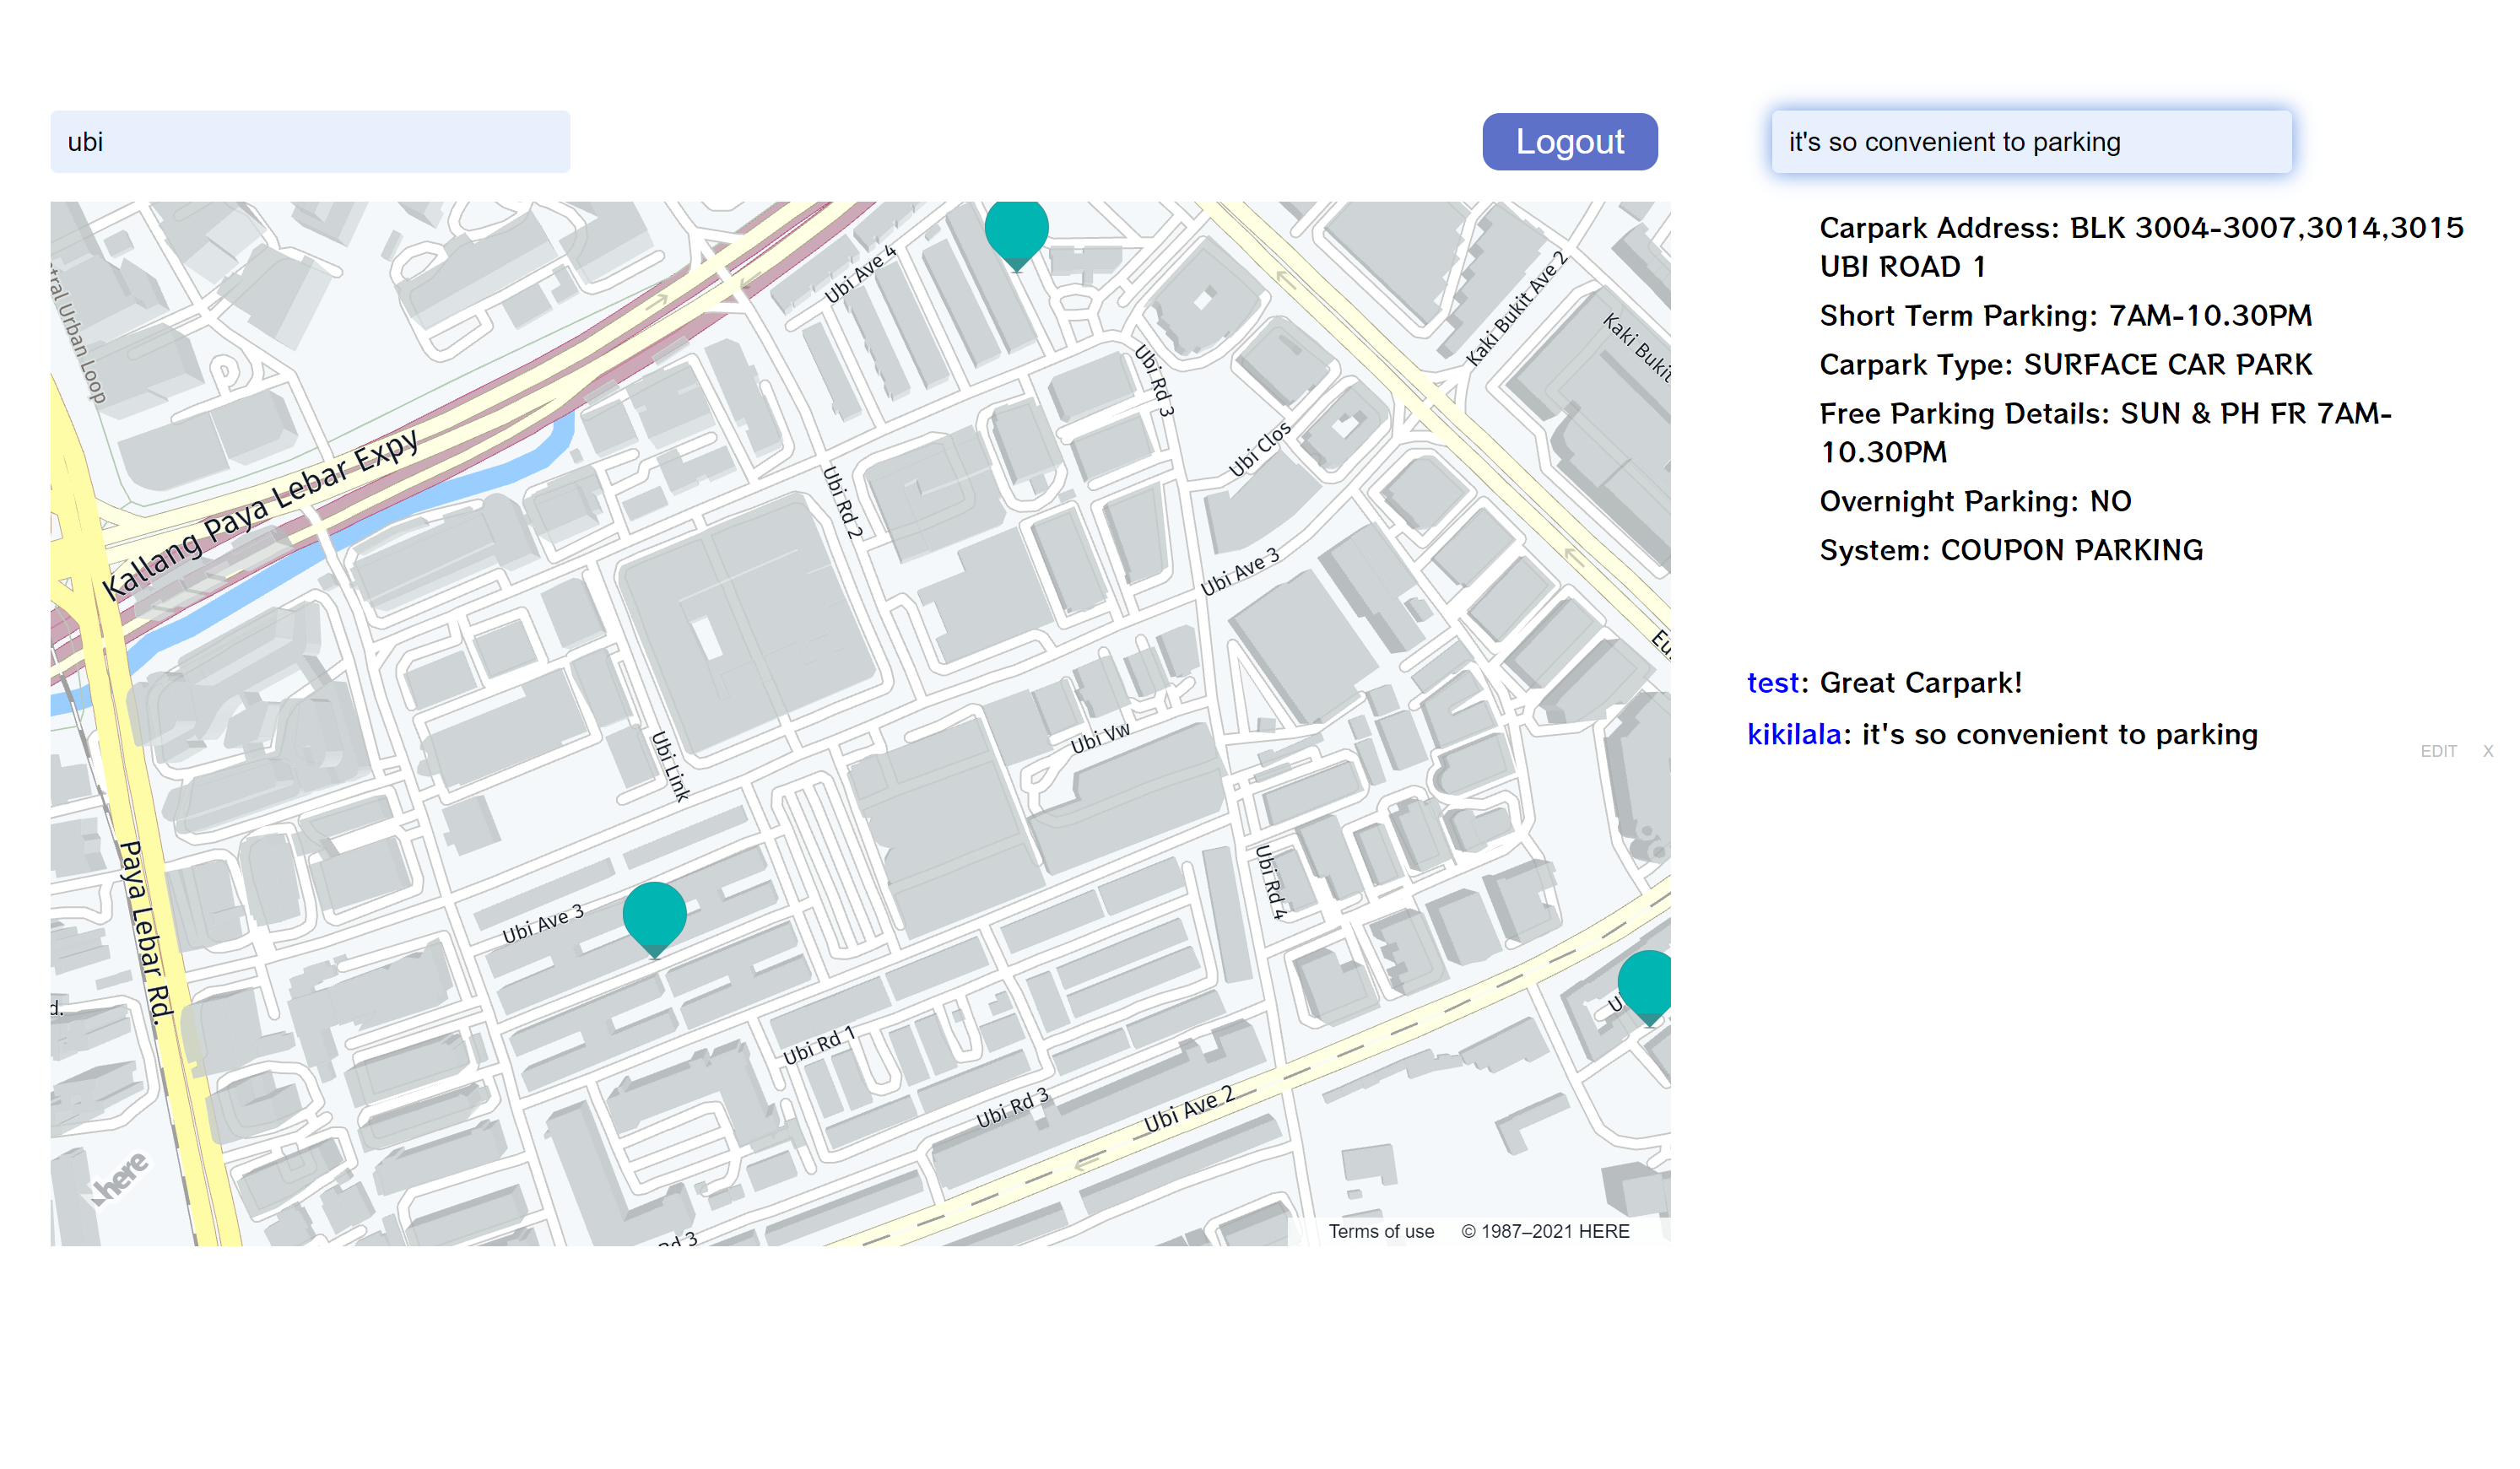 ubi
Logout
it's so convenient to parking
Carpark Address: BLK 3004-3007,3014,3015
UBI ROAD 1
Short Term Parking: 7AM-10.30PM
Carpark Type: SURFACE CAR PARK
Free Parking Details: SUN & PH FR 7AM-
10.30PM
Overnight Parking: NO
System: COUPON PARKING
test: Great Carpark!
kikilala: it's so convenient to parking
EDIT X
Ubi Ave 4
Kaki Bukit Ave 2
Kaki Bukit
Urban Loop
Ubi Rd 3
Ubi Clos
Kallang Paya Lebar Expy
Ubi Rd 2
Ubi Ave 3
Ubi Vw
Ubi Link
Paya Lebar Rd.
Ubi Rd 4
Ubi Ave 3
Ubi Rd 1
Ubi Rd 3
Ubi Ave 2
here
Rd 3
Terms of use © 1987–2021 HERE